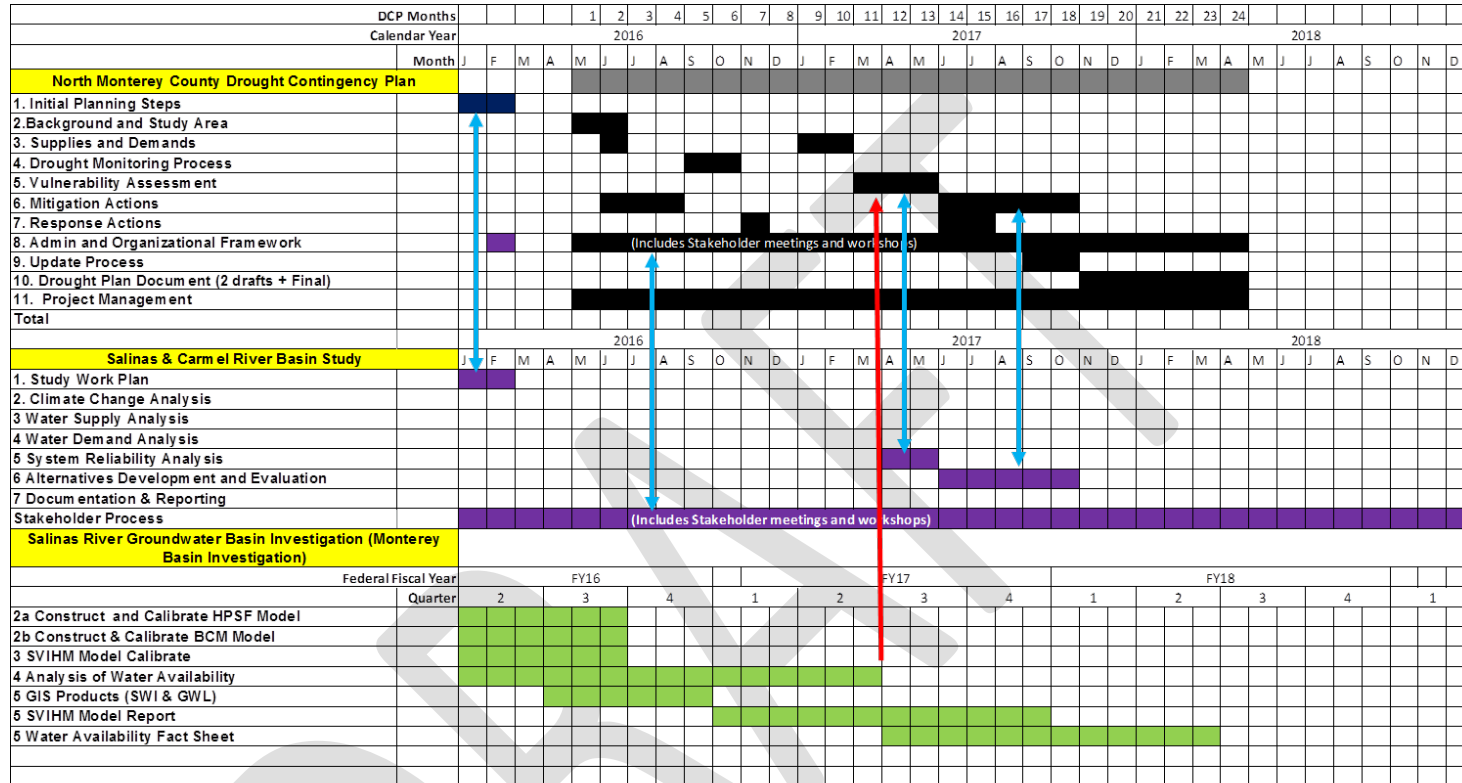 DCP Months 1 2 3 4 5 6 7 8 9 10 11 12 13 14 15 16 17 18 19 20 21 22 23 24
Calendar Year 2016 2017 2018
Month J F M A M J J A S O N D J F M A M J J A S O N D J F M A M J J A S O N D
North Monterey County Drought Contingency Plan
1. Initial Planning Steps
2.Background and Study Area
3. Supplies and Demands
4. Drought Monitoring Process
5. Vulnerability Assessment
6. Mitigation Actions
7. Response Actions
8. Admin and Organizational Framework (Includes Stakeholder meetings and workshops)
9. Update Process
10. Drought Plan Document (2 drafts + Final)
11. Project Management
Total
2016 2017 2018
Salinas & Carmel River Basin Study J F M A M J J A S O N D J F M A M J J A S O N D J F M A M J J A S O N D
1. Study Work Plan
2. Climate Change Analysis
3 Water Supply Analysis
4 Water Demand Analysis
5 System Reliability Analysis
6 Alternatives Development and Evaluation
7 Documentation & Reporting
Stakeholder Process (Includes Stakeholder meetings and workshops)
Salinas River Groundwater Basin Investigation (Monterey
Basin Investigation)
Federal Fiscal Year FY16 FY17 FY18
Quarter 2 3 4 1 2 3 4 1 2 3 4 1
2a Construct and Calibrate HPSF Model
2b Construct & Calibrate BCM Model
3 SVIHM Model Calibrate
4 Analysis of Water Availability
5 GIS Products (SWI & GWL)
5 SVIHM Model Report
5 Water Availability Fact Sheet
DRAFT